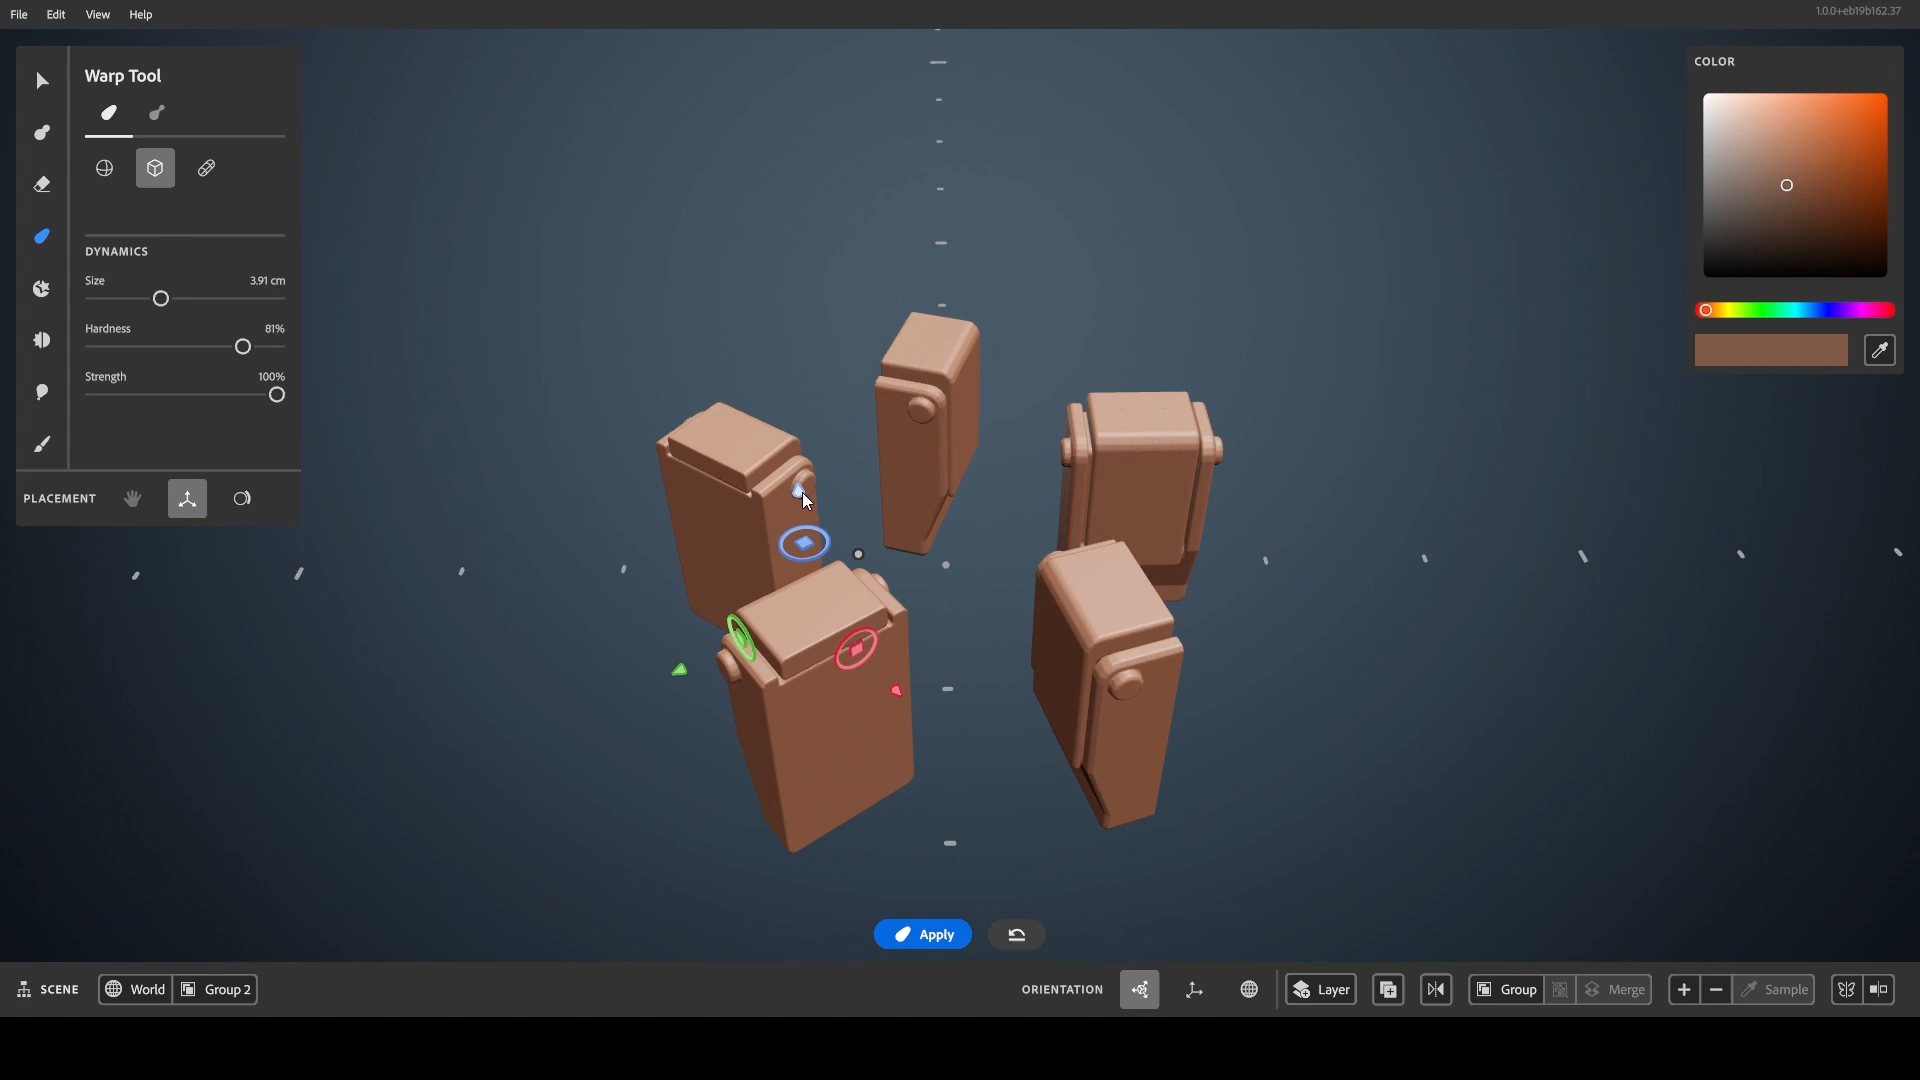 File Edit View Help
1.0.0+eb19b162.37
Warp Tool
COLOR
DYNAMICS
Size 3.91 cm
Hardness 81%
Strength 100%
PLACEMENT
Apply
SCENE World Group 2 ORIENTATION Layer Group Merge Sample